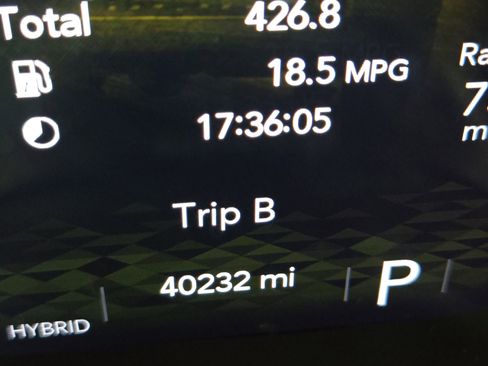 Total 426.8
18.5 MPG
17:36:05
Trip B
40232 mi
P
HYBRID